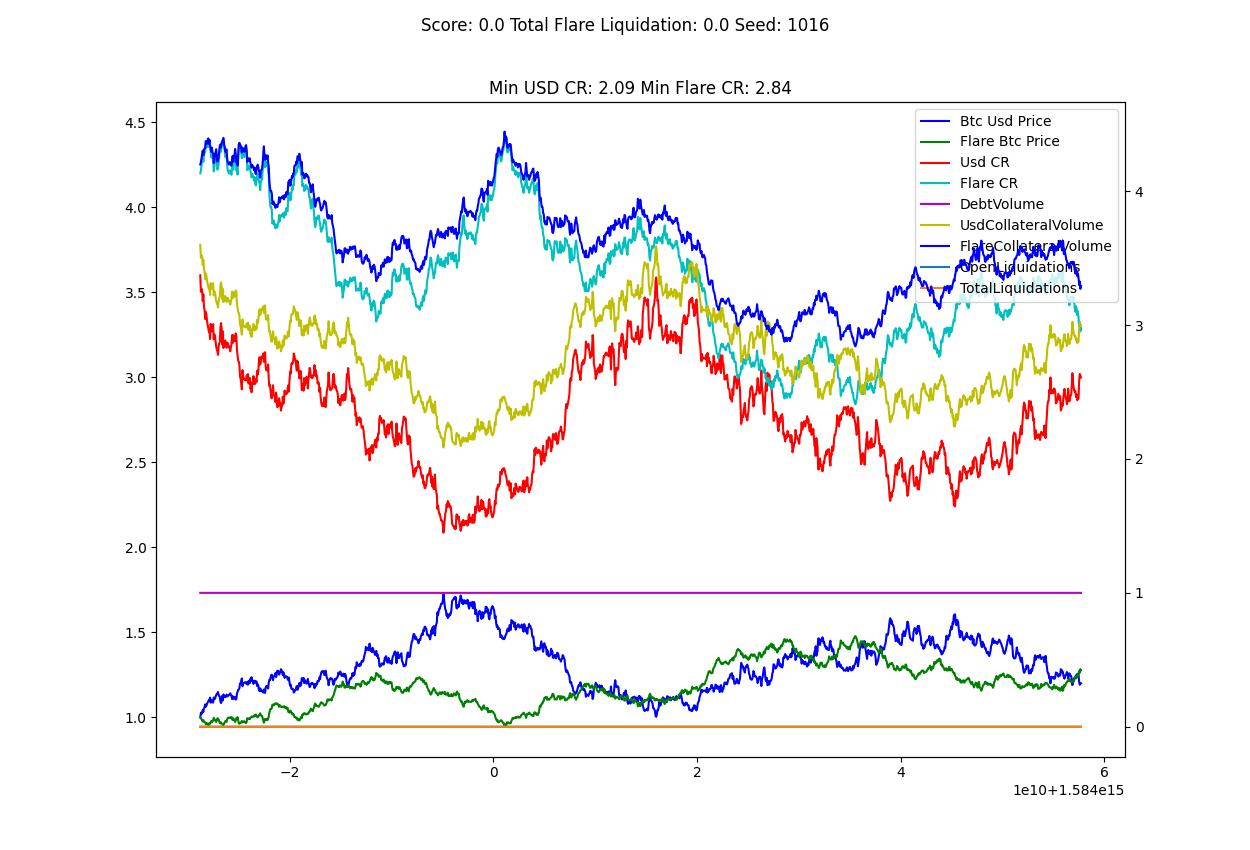 Score: 0.0 Total Flare Liquidation: 0.0 Seed: 1016
Min USD CR: 2.09 Min Flare CR: 2.84
4.5
4.0
3.5
3.0
2.5
2.0
1.5
1.0
Btc Usd Price
Flare Btc Price
Usd CR
Flare CR
DebtVolume
UsdCollateralVolume
FlareCollateralVolume
OpenLiquidations
TotalLiquidations
4
3
2
1
0
−2
0
2
4
6
1e10+1.584e15